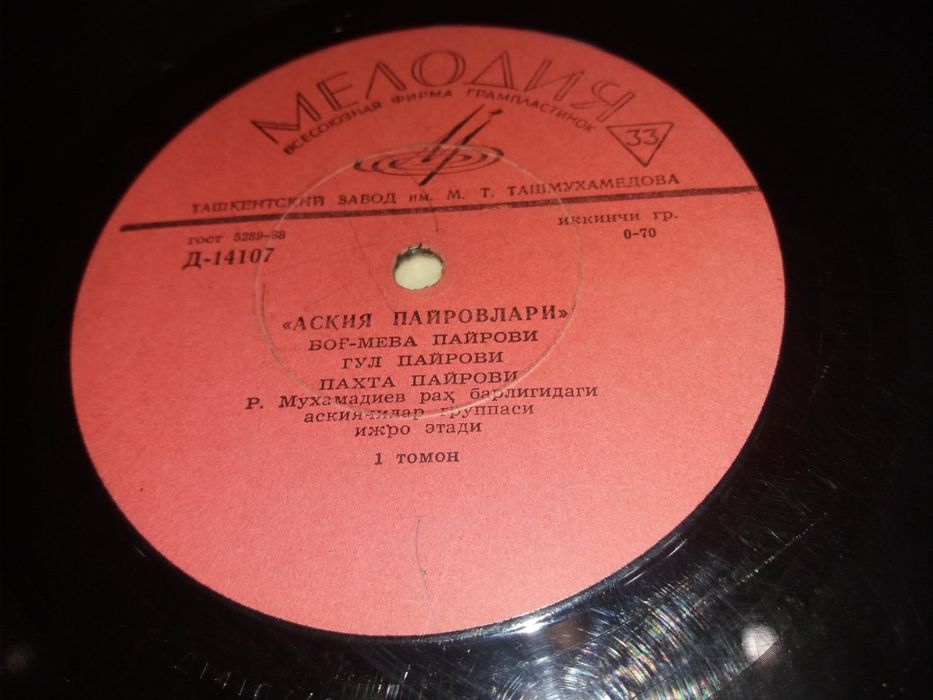 МЕЛОДИЯ
ВСЕСОЮЗНАЯ ФИРМА ГРАМПЛАСТИНОК
33
ТАШКЕНТСКИЙ ЗАВОД им. М. Т. ТАШМУХАМЕДОВА
ГОСТ 5289-68
ИККИНЧИ ГР.
Д-14107
0-70
«АСКИЯ ПАЙРОВЛАРИ»
БОҒ-МЕВА ПАЙРОВИ
ГУЛ ПАЙРОВИ
ПАХТА ПАЙРОВИ
Р. Мухамадиев раҳ барлигидаги
аскиячилар группаси
ижро этади
1 томон